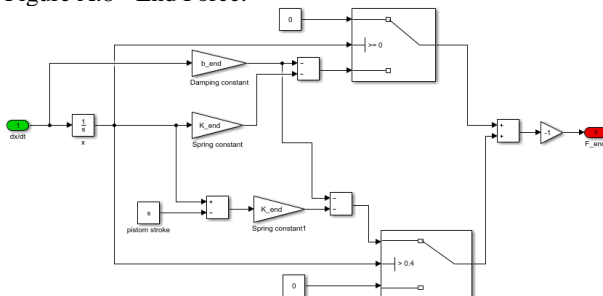 Figure A.8 - End Force.
0
>= 0
b_end
Damping constant
1
dx/dt
1
s
x
K_end
Spring constant
-1
1
F_end
s
pistom stroke
K_end
Spring constant1
> 0.4
0